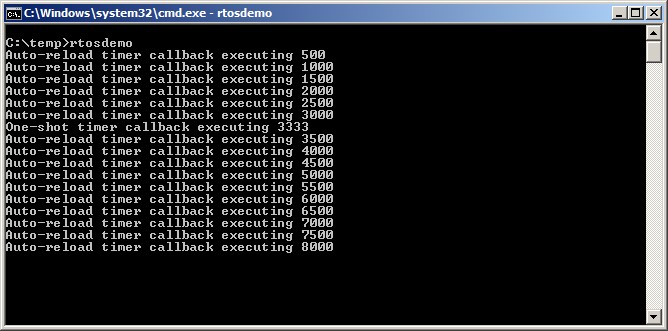 C:\Windows\system32\cmd.exe - rtosdemo
C:\temp>rtosdemo
Auto-reload timer callback executing 500
Auto-reload timer callback executing 1000
Auto-reload timer callback executing 1500
Auto-reload timer callback executing 2000
Auto-reload timer callback executing 2500
Auto-reload timer callback executing 3000
One-shot timer callback executing 3333
Auto-reload timer callback executing 3500
Auto-reload timer callback executing 4000
Auto-reload timer callback executing 4500
Auto-reload timer callback executing 5000
Auto-reload timer callback executing 5500
Auto-reload timer callback executing 6000
Auto-reload timer callback executing 6500
Auto-reload timer callback executing 7000
Auto-reload timer callback executing 7500
Auto-reload timer callback executing 8000